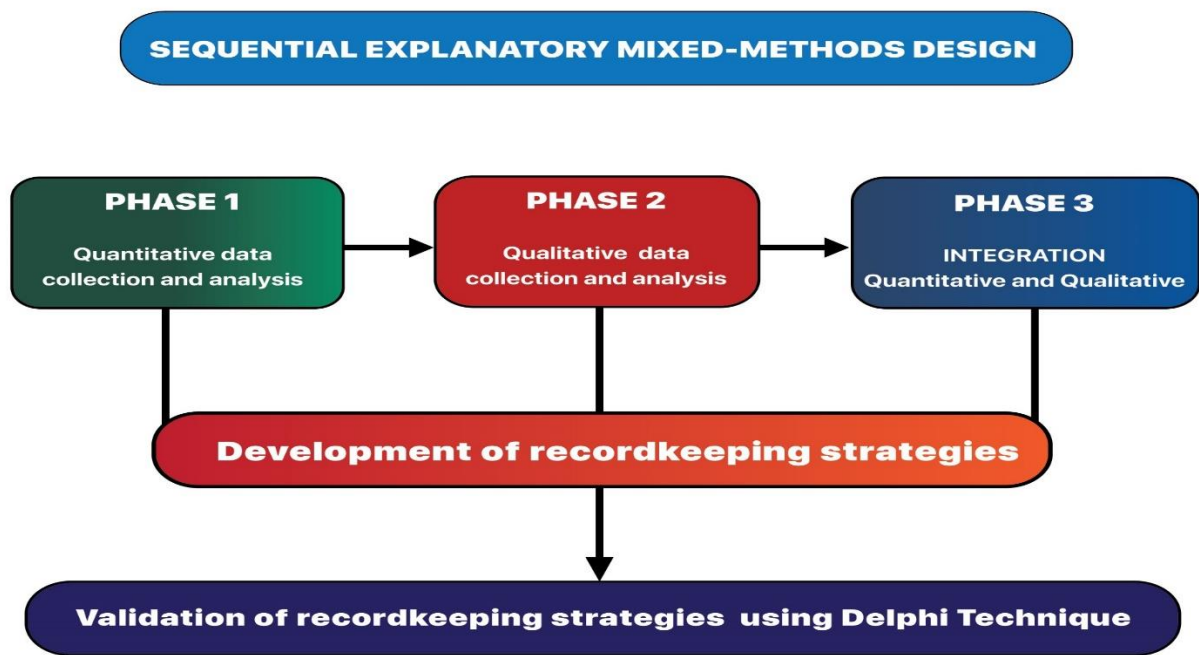 SEQUENTIAL EXPLANATORY MIXED-METHODS DESIGN
PHASE 1
Quantitative data
collection and analysis
PHASE 2
Qualitative data
collection and analysis
PHASE 3
INTEGRATION
Quantitative and Qualitative
Development of recordkeeping strategies
Validation of recordkeeping strategies using Delphi Technique